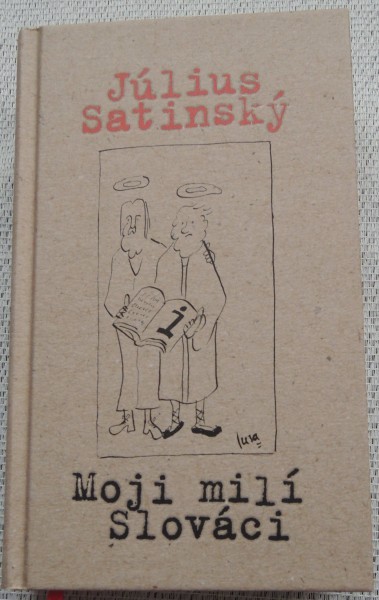 Július
Satinský
i
Moji milí
Slováci